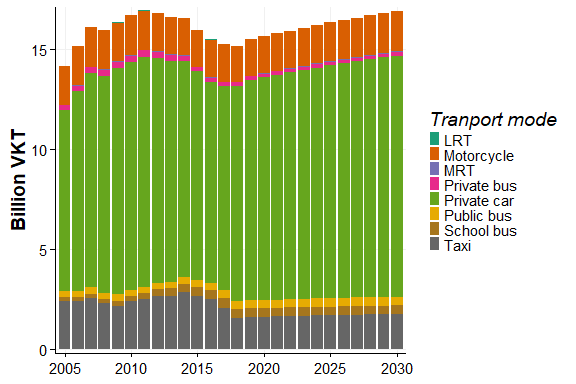 Billion VKT
15
10
5
0
2005 2010 2015 2020 2025 2030
Tranport mode
LRT
Motorcycle
MRT
Private bus
Private car
Public bus
School bus
Taxi